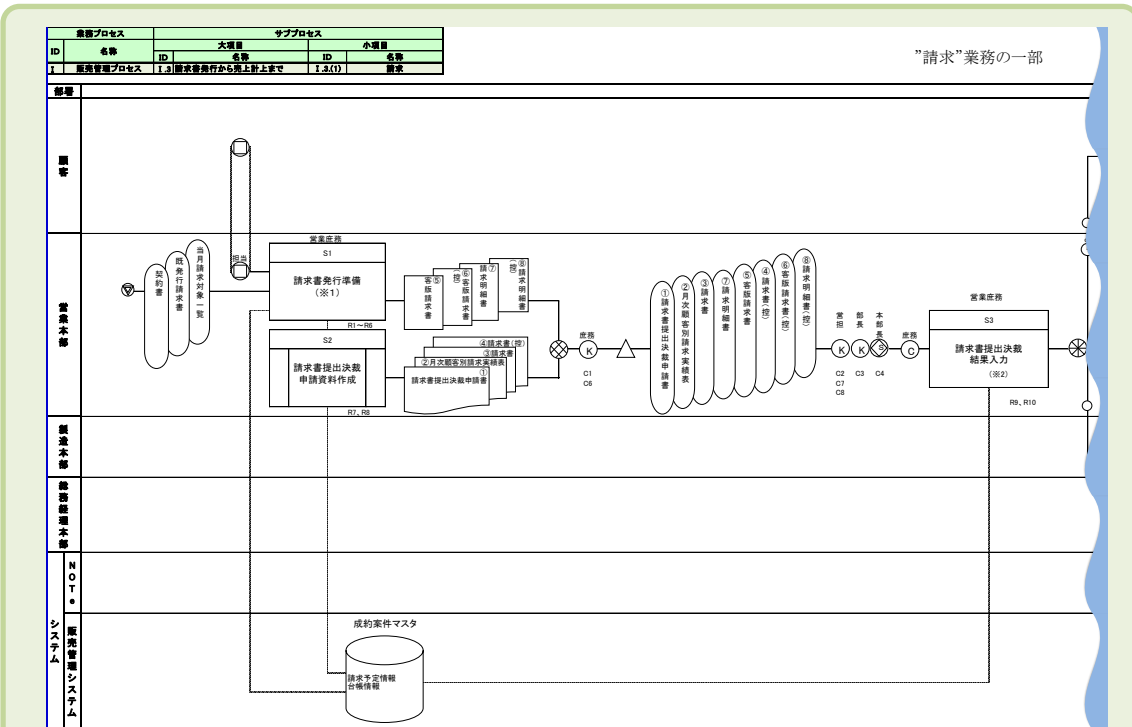 業務プロセス
サブプロセス
ID
名称
大項目
小項目
ID
名称
ID
名称
I
販売管理プロセス
I.3
請求書発行から売上計上まで
I.3.(1)
請求
”請求”業務の一部
部署
顧客
営業本部
製造本部
総務経理本部
システム
NOTe
販売管理システム
契約書
既発行請求書
当月請求対象一覧
担当
営業庶務
S1
請求書発行準備
(※1)
R1～R6
S2
請求書提出決裁
申請資料作成
R7、R8
⑤客版請求書
⑥客版請求書(控)
⑦請求明細書
⑧請求明細書(控)
④請求書(控)
③請求書
②月次顧客別請求実績表
①
請求書提出決裁申請書
庶務
K
C1
C6
①請求書提出決裁申請書
②月次顧客別請求実績表
③請求書
⑦請求明細書
⑤客版請求書
④請求書(控)
⑥客版請求書(控)
⑧請求明細書(控)
営担
部長
本部長
庶務
K
K
S
C
C2
C3
C4
C7
C8
営業庶務
S3
請求書提出決裁
結果入力
(※2)
R9、R10
成約案件マスタ
請求予定情報
台帳情報